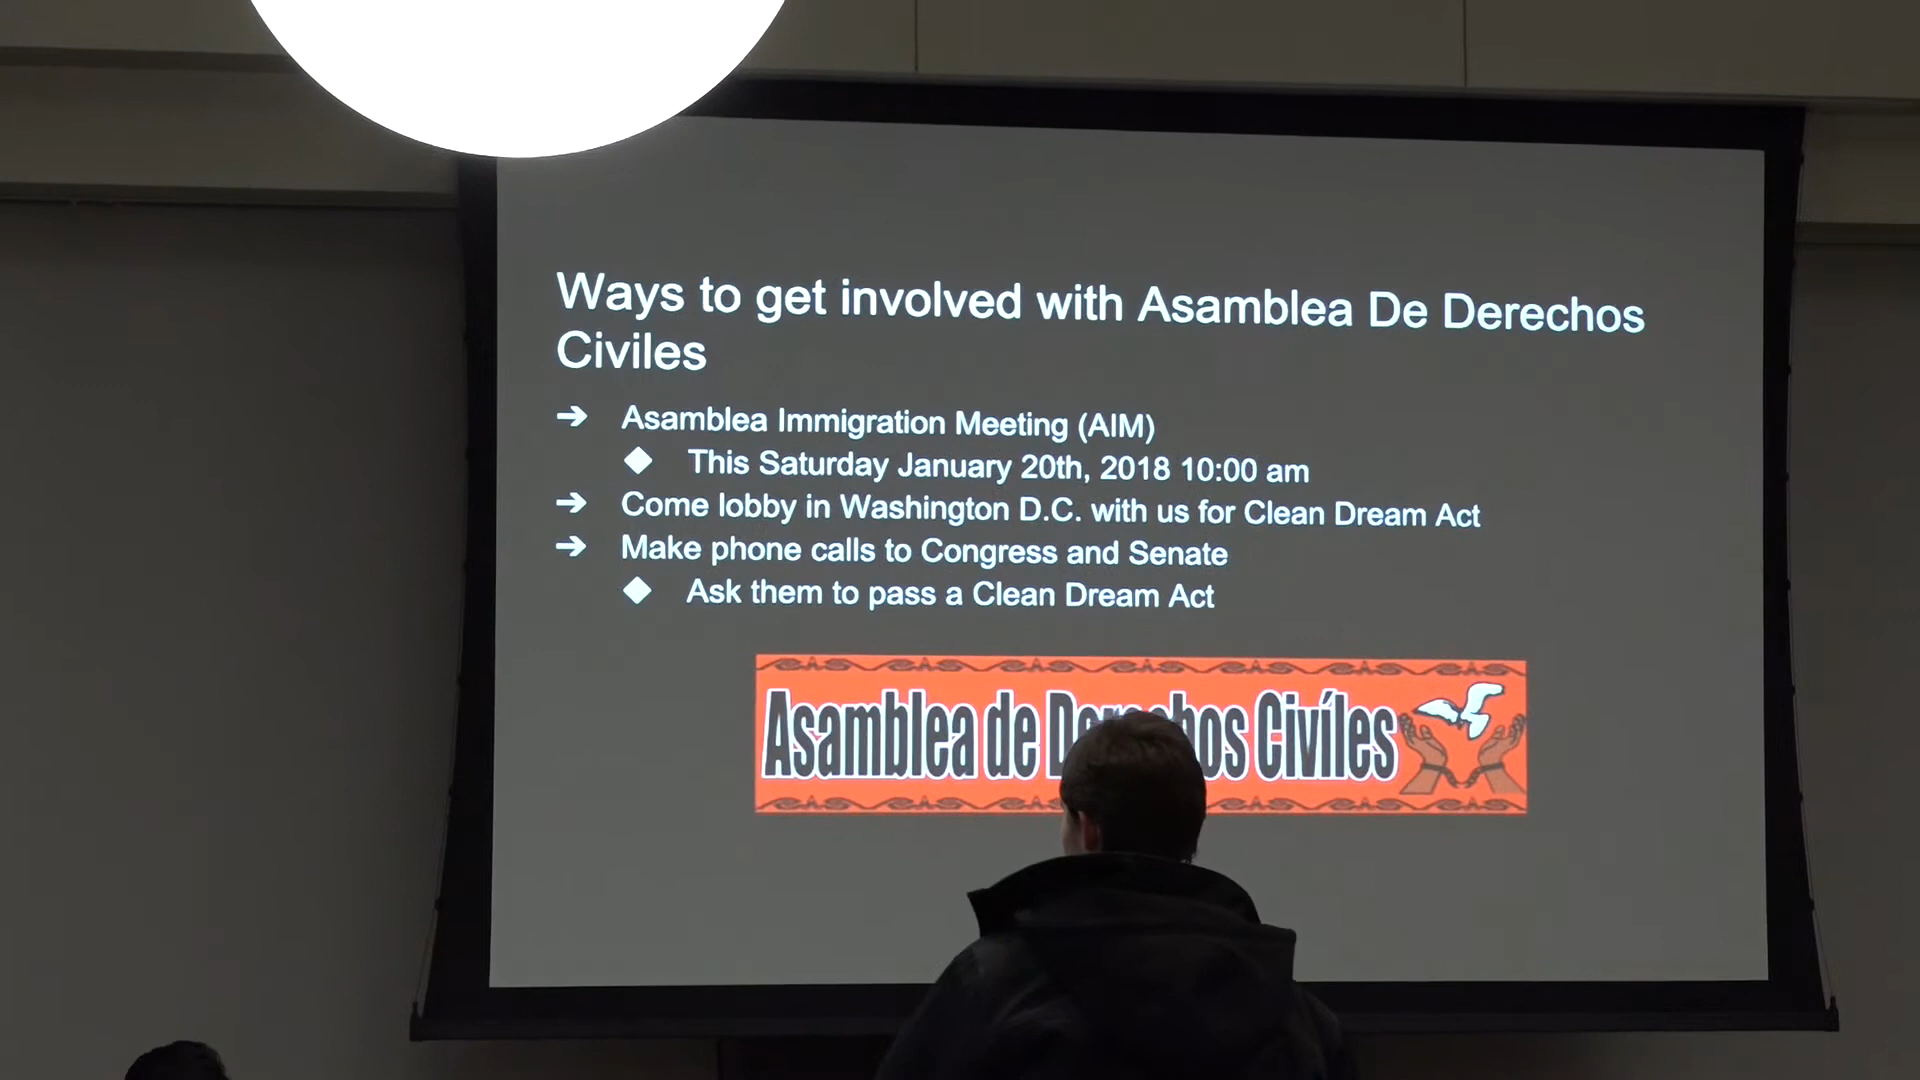 Ways to get involved with Asamblea De Derechos
Civiles
➔ Asamblea Immigration Meeting (AIM)
◆ This Saturday January 20th, 2018 10:00 am
➔ Come lobby in Washington D.C. with us for Clean Dream Act
➔ Make phone calls to Congress and Senate
◆ Ask them to pass a Clean Dream Act
Asamblea de Derechos Civíles